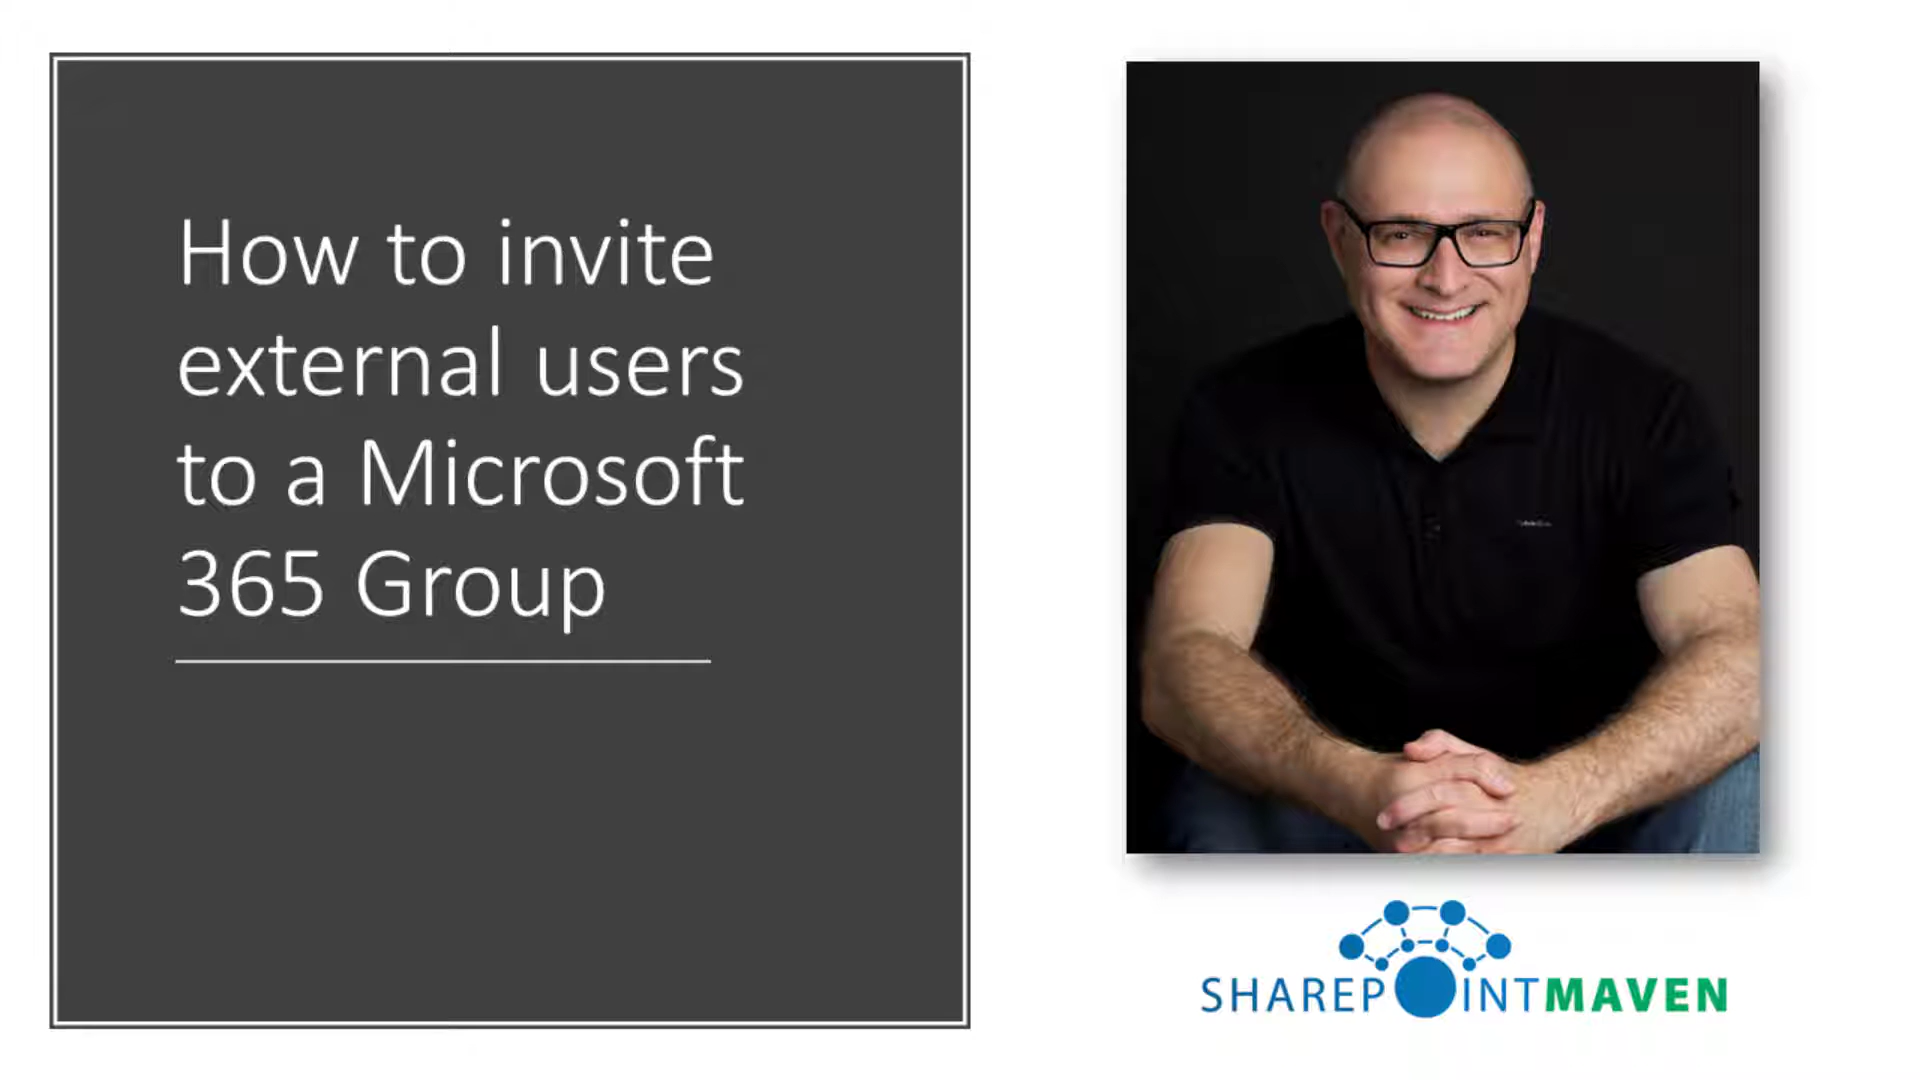 How to invite
external users
to a Microsoft
365 Group
SHAREPOINTMAVEN